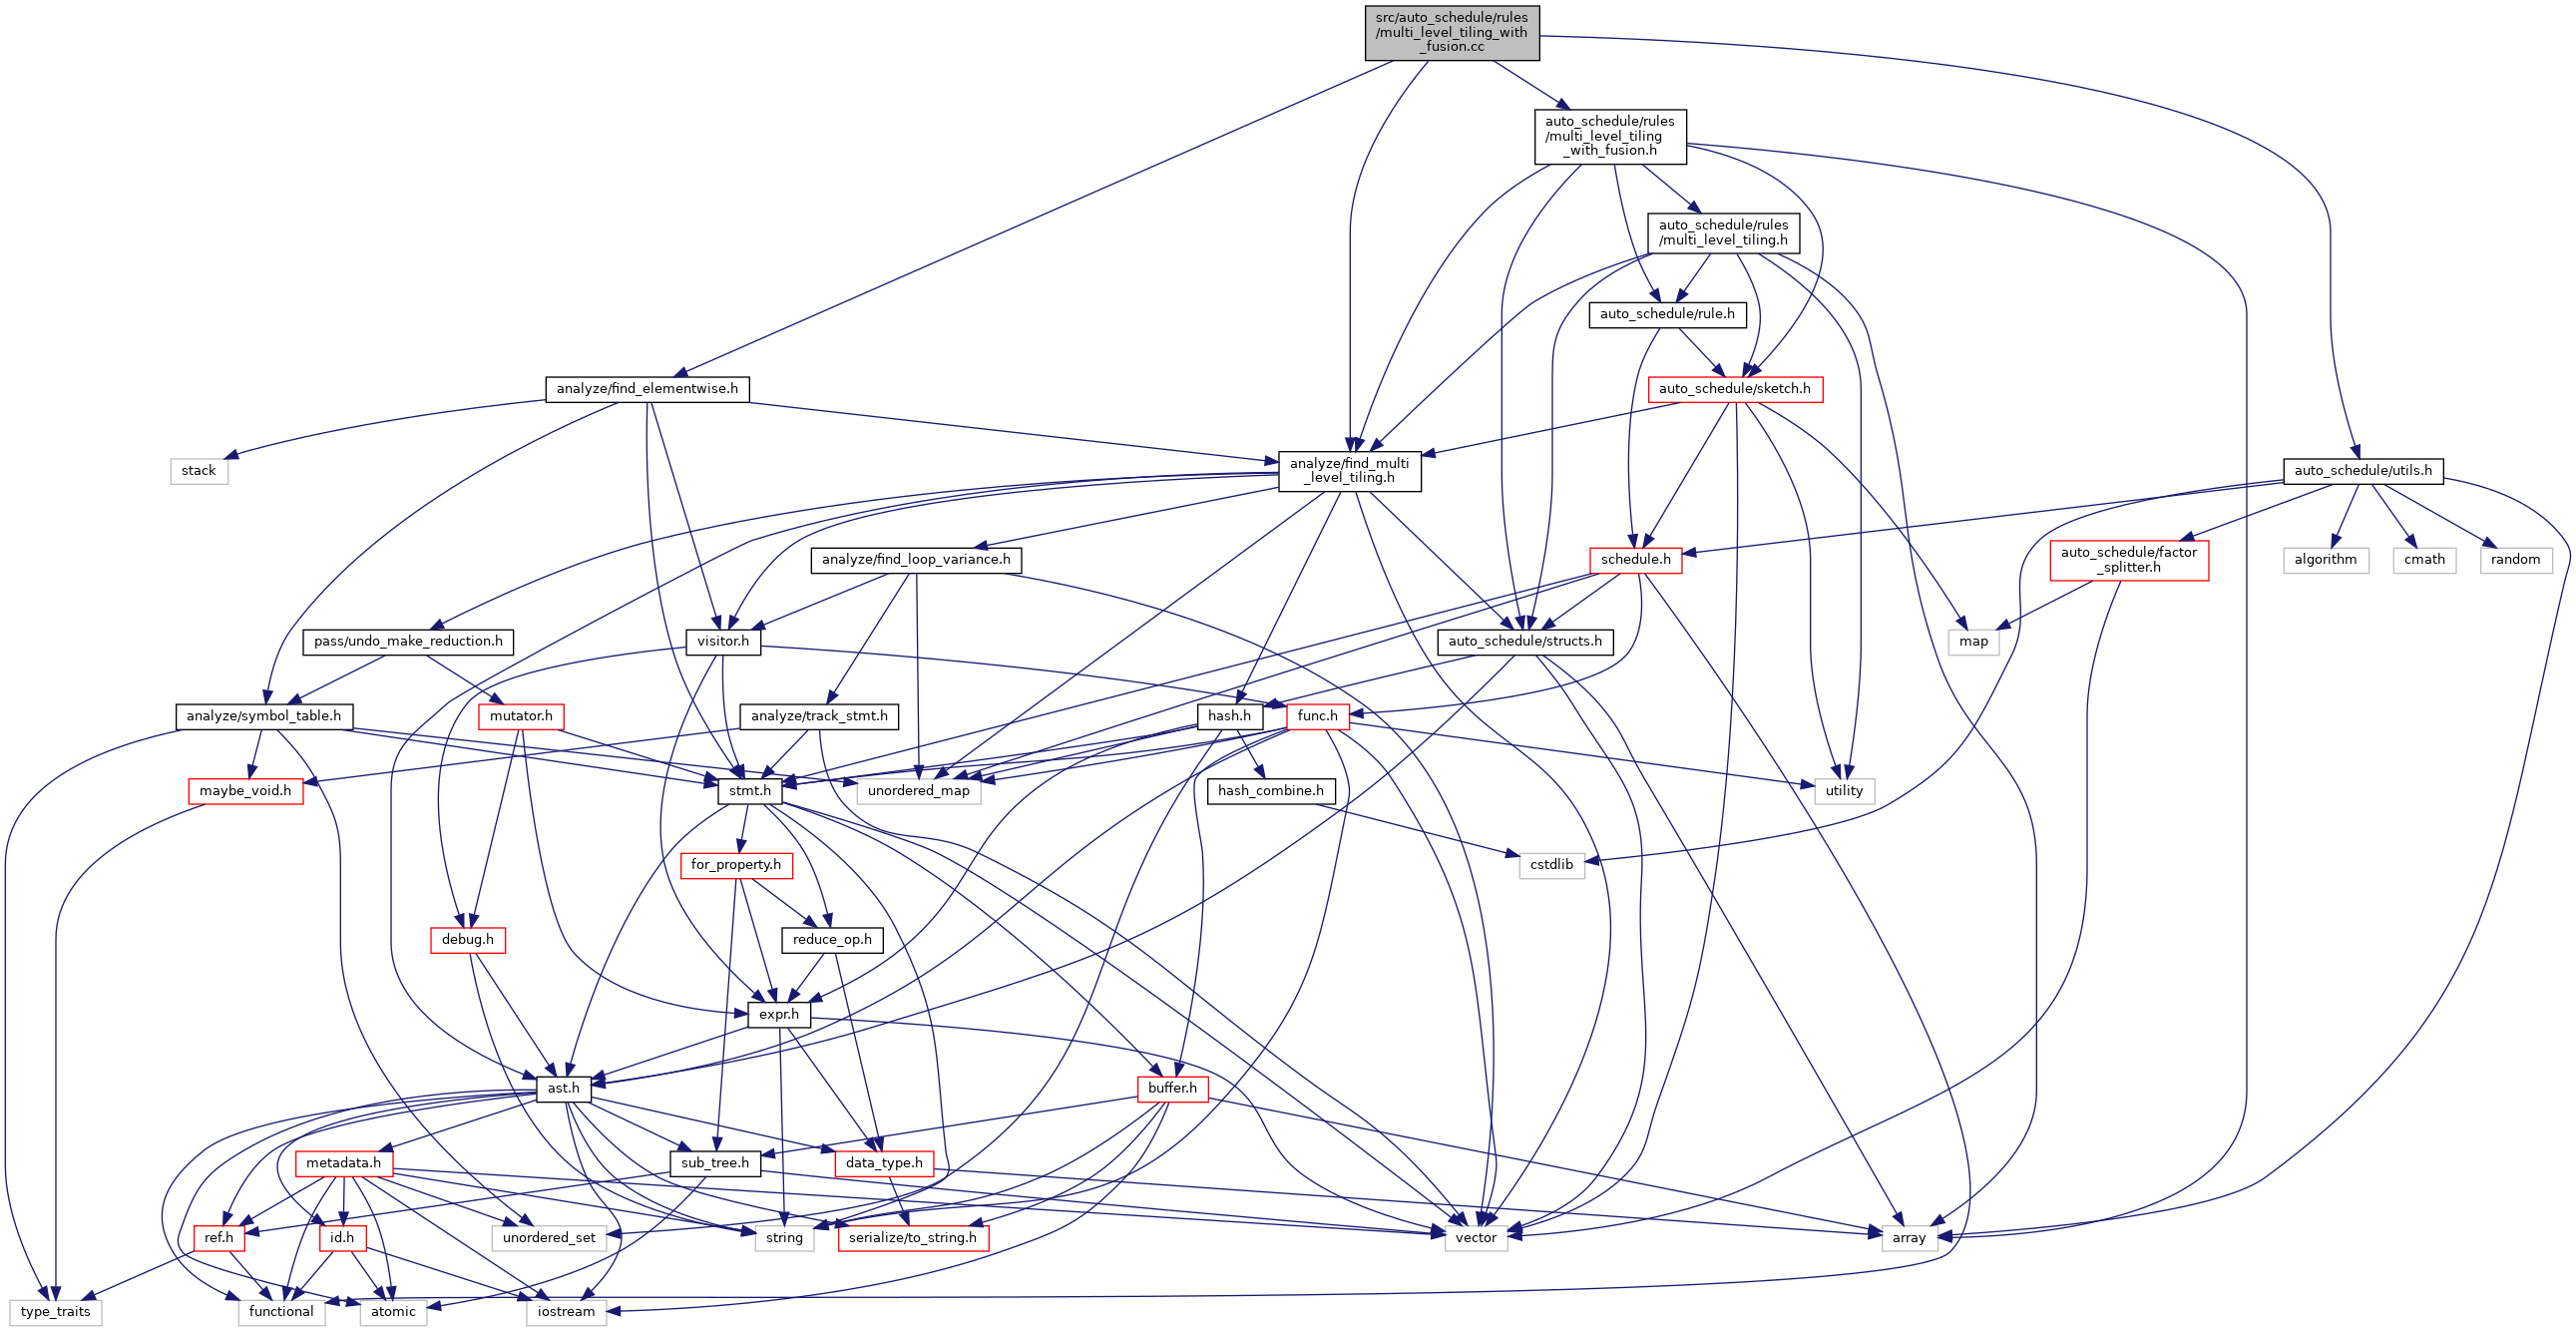 src/auto_schedule/rules
/multi_level_tiling_with
_fusion.cc
auto_schedule/rules
/multi_level_tiling
_with_fusion.h
auto_schedule/rules
/multi_level_tiling.h
auto_schedule/rule.h
analyze/find_elementwise.h
auto_schedule/sketch.h
stack
analyze/find_multi
_level_tiling.h
auto_schedule/utils.h
analyze/find_loop_variance.h
schedule.h
auto_schedule/factor
_splitter.h
algorithm
cmath
random
pass/undo_make_reduction.h
visitor.h
auto_schedule/structs.h
map
analyze/symbol_table.h
mutator.h
analyze/track_stmt.h
hash.h
func.h
maybe_void.h
stmt.h
unordered_map
hash_combine.h
utility
for_property.h
cstdlib
debug.h
reduce_op.h
expr.h
ast.h
buffer.h
metadata.h
sub_tree.h
data_type.h
ref.h
id.h
unordered_set
string
serialize/to_string.h
vector
array
type_traits
functional
atomic
iostream